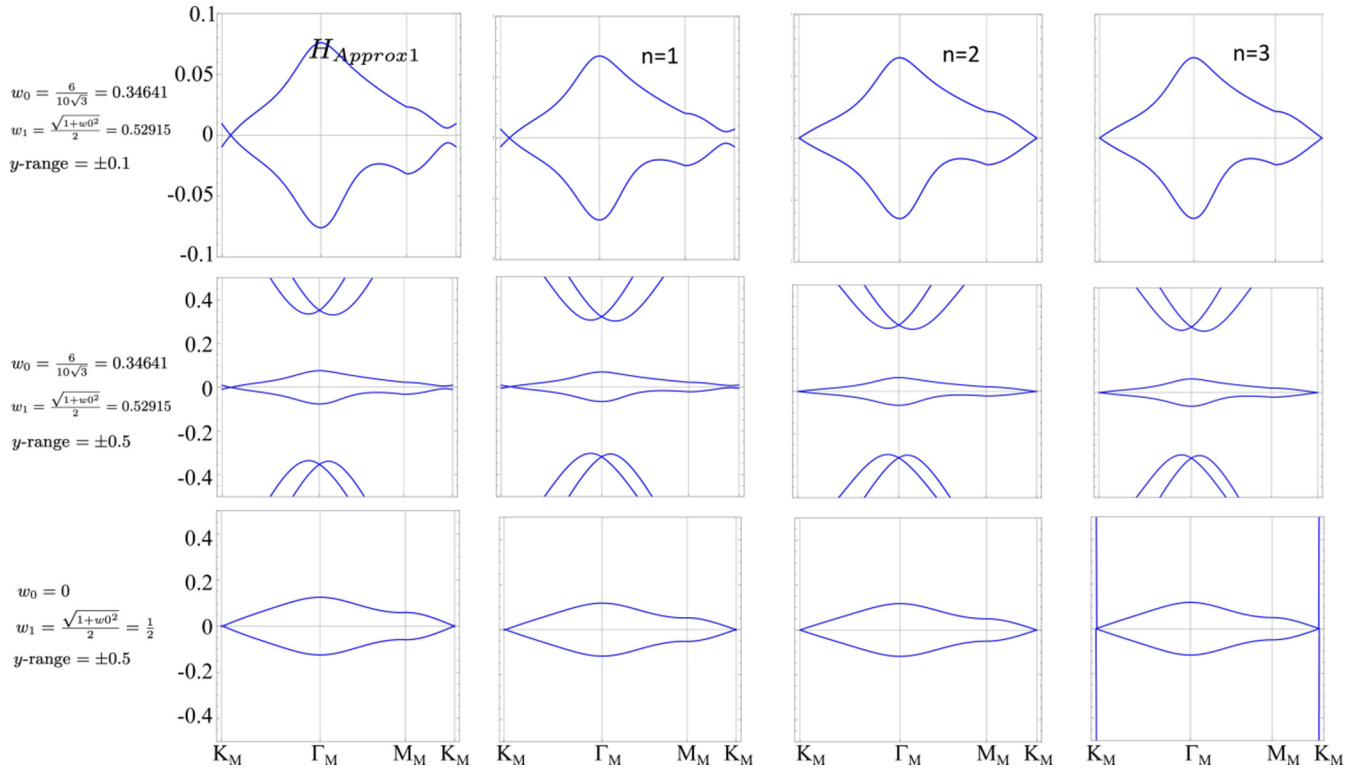 0.1
H_{Approx1}
n=1
n=2
n=3
0.05
w_0 = \frac{6}{10\sqrt{3}} = 0.34641
w_1 = \frac{\sqrt{1+w0^2}}{2} = 0.52915
0
y-range = ±0.1
-0.05
-0.1
0.4
0.2
w_0 = \frac{6}{10\sqrt{3}} = 0.34641
0
w_1 = \frac{\sqrt{1+w0^2}}{2} = 0.52915
-0.2
y-range = ±0.5
-0.4
0.4
0.2
w_0 = 0
w_1 = \frac{\sqrt{1+w0^2}}{2} = \frac{1}{2}
0
y-range = ±0.5
-0.2
-0.4
K_M Γ_M M_M K_M K_M Γ_M M_M K_M K_M Γ_M M_M K_M K_M Γ_M M_M K_M